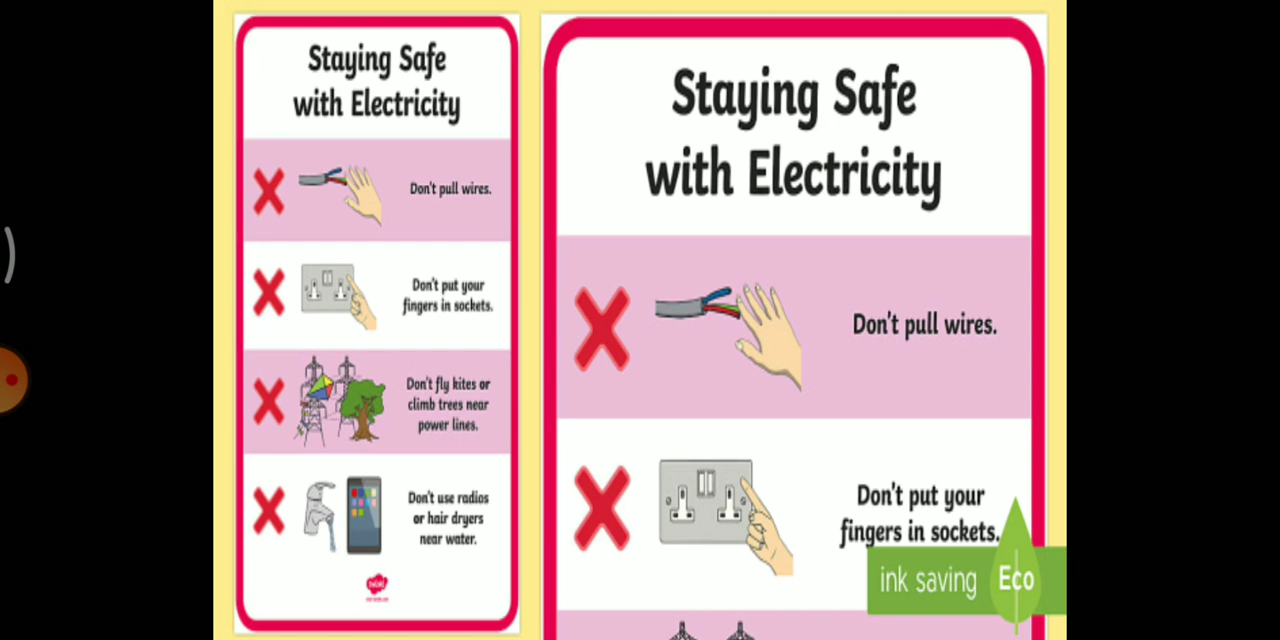 Staying Safe
with Electricity
Don't pull wires.
Don't put your
fingers in sockets.
Don't fly kites or
climb trees near
power lines.
Don't use radios
or hair dryers
near water.
twinkl
Staying Safe
with Electricity
Don't pull wires.
Don't put your
fingers in sockets.
ink saving Eco